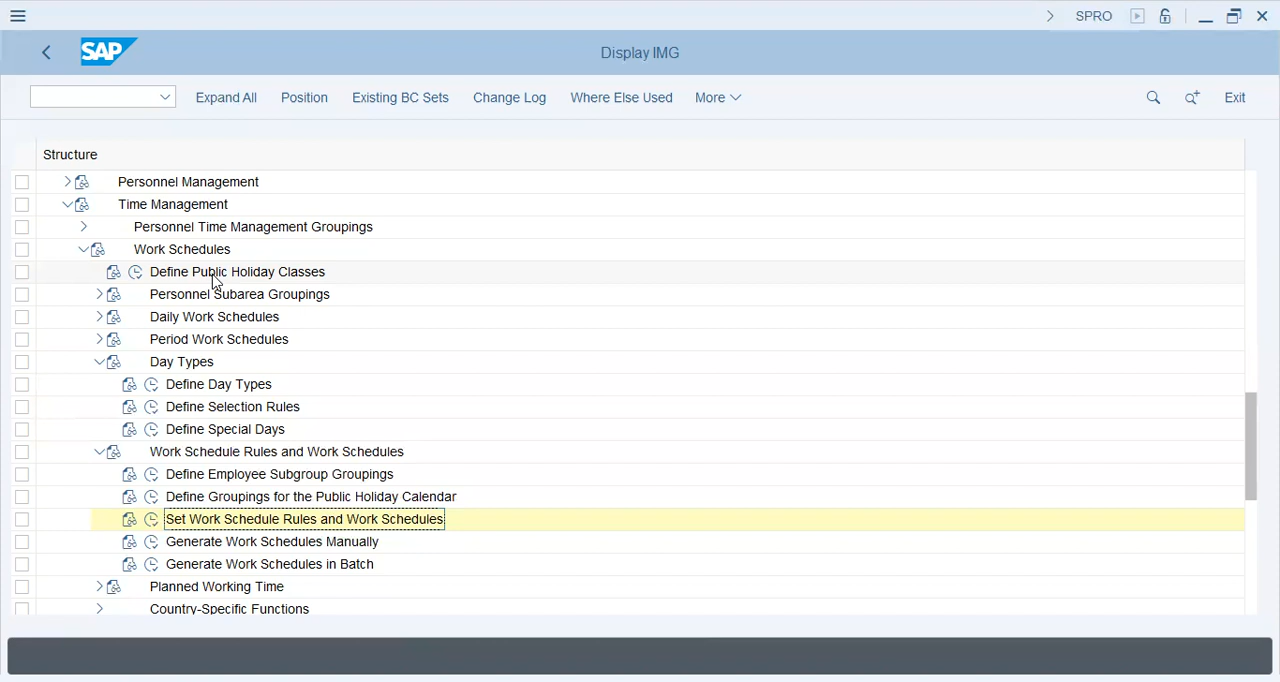 SPRO
SAP
Display IMG
Expand All Position Existing BC Sets Change Log Where Else Used More Exit
Structure
Personnel Management
Time Management
Personnel Time Management Groupings
Work Schedules
Define Public Holiday Classes
Personnel Subarea Groupings
Daily Work Schedules
Period Work Schedules
Day Types
Define Day Types
Define Selection Rules
Define Special Days
Work Schedule Rules and Work Schedules
Define Employee Subgroup Groupings
Define Groupings for the Public Holiday Calendar
Set Work Schedule Rules and Work Schedules
Generate Work Schedules Manually
Generate Work Schedules in Batch
Planned Working Time
Country-Specific Functions